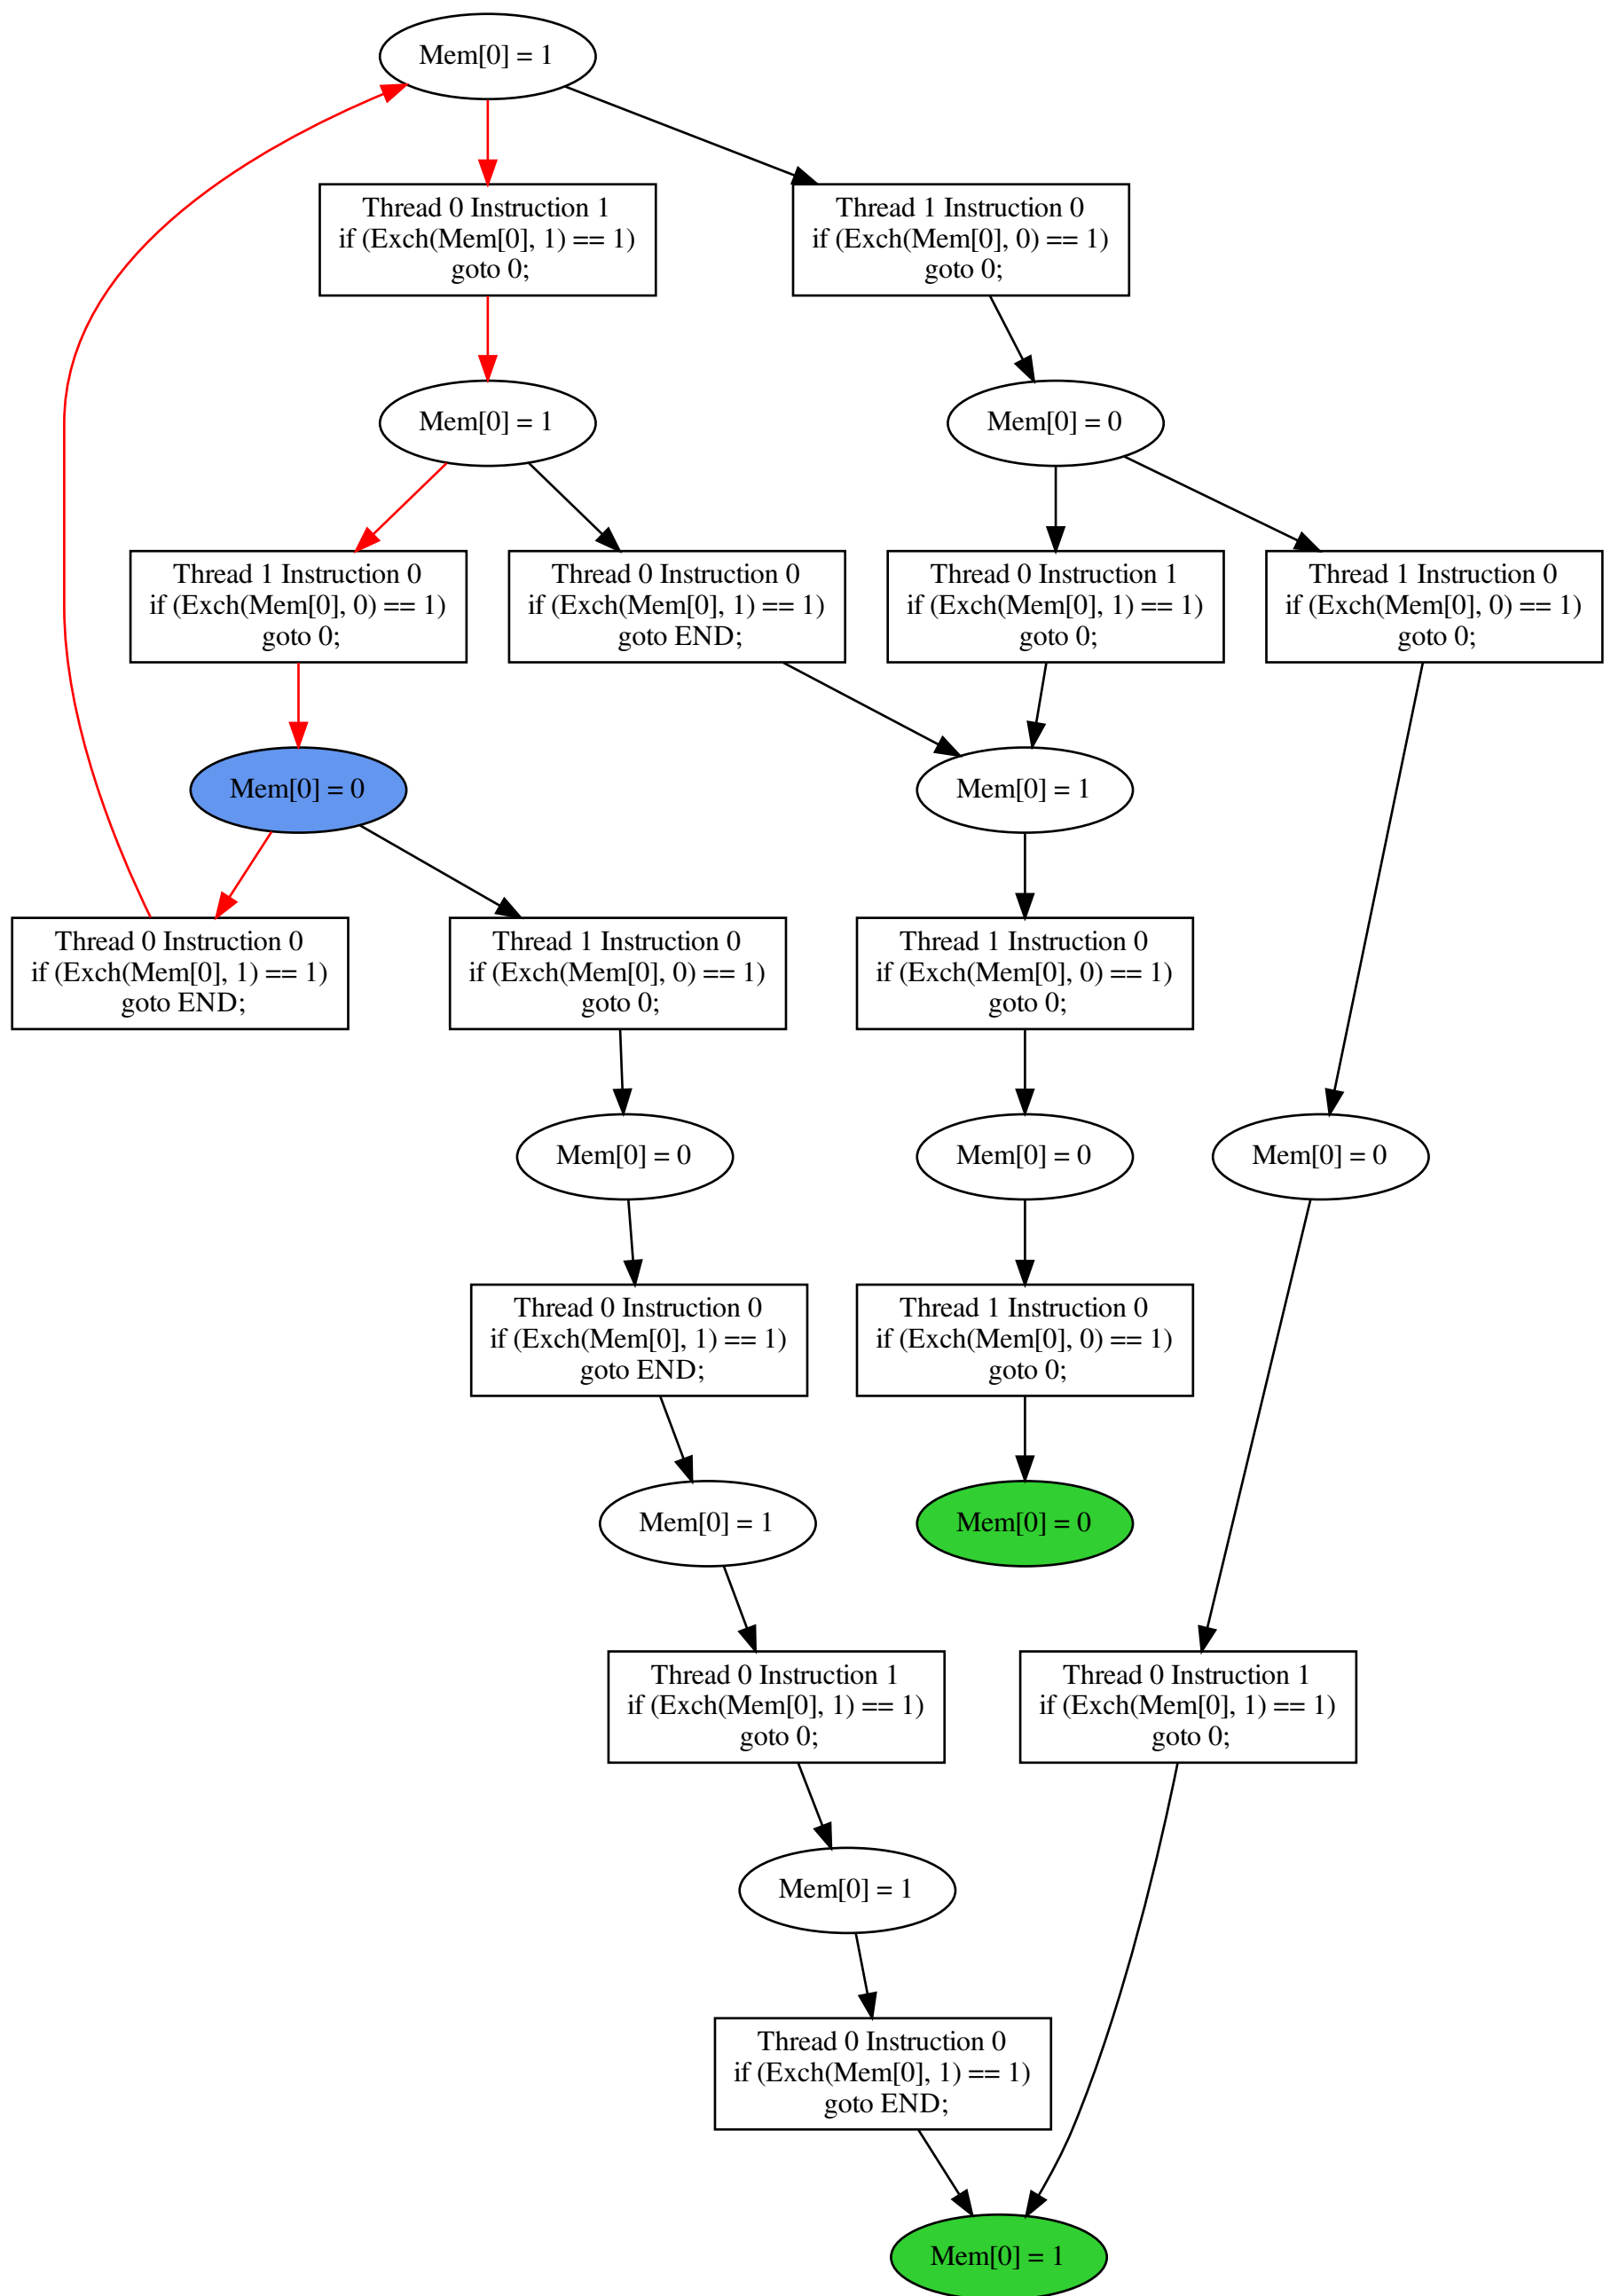 Mem[0] = 1
Thread 0 Instruction 1
if (Exch(Mem[0], 1) == 1)
goto 0;
Thread 1 Instruction 0
if (Exch(Mem[0], 0) == 1)
goto 0;
Mem[0] = 1
Mem[0] = 0
Thread 1 Instruction 0
if (Exch(Mem[0], 0) == 1)
goto 0;
Thread 0 Instruction 0
if (Exch(Mem[0], 1) == 1)
goto END;
Thread 0 Instruction 1
if (Exch(Mem[0], 1) == 1)
goto 0;
Thread 1 Instruction 0
if (Exch(Mem[0], 0) == 1)
goto 0;
Mem[0] = 0
Mem[0] = 1
Thread 0 Instruction 0
if (Exch(Mem[0], 1) == 1)
goto END;
Thread 1 Instruction 0
if (Exch(Mem[0], 0) == 1)
goto 0;
Thread 1 Instruction 0
if (Exch(Mem[0], 0) == 1)
goto 0;
Mem[0] = 0
Mem[0] = 0
Mem[0] = 0
Thread 0 Instruction 0
if (Exch(Mem[0], 1) == 1)
goto END;
Thread 1 Instruction 0
if (Exch(Mem[0], 0) == 1)
goto 0;
Mem[0] = 1
Mem[0] = 0
Thread 0 Instruction 1
if (Exch(Mem[0], 1) == 1)
goto 0;
Thread 0 Instruction 1
if (Exch(Mem[0], 1) == 1)
goto 0;
Mem[0] = 1
Thread 0 Instruction 0
if (Exch(Mem[0], 1) == 1)
goto END;
Mem[0] = 1